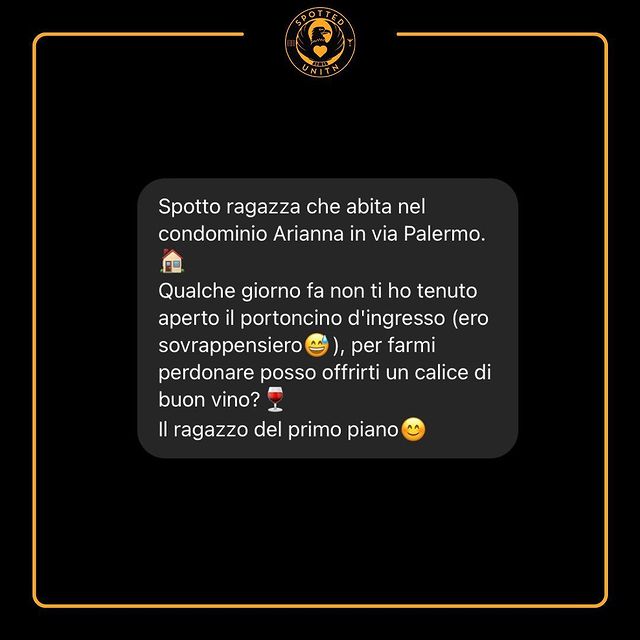 SPOTTED
UNITN
Spotto ragazza che abita nel
condominio Arianna in via Palermo.
🏠
Qualche giorno fa non ti ho tenuto
aperto il portoncino d'ingresso (ero
sovrappensiero😅), per farmi
perdonare posso offrirti un calice di
buon vino?🍷
Il ragazzo del primo piano😊